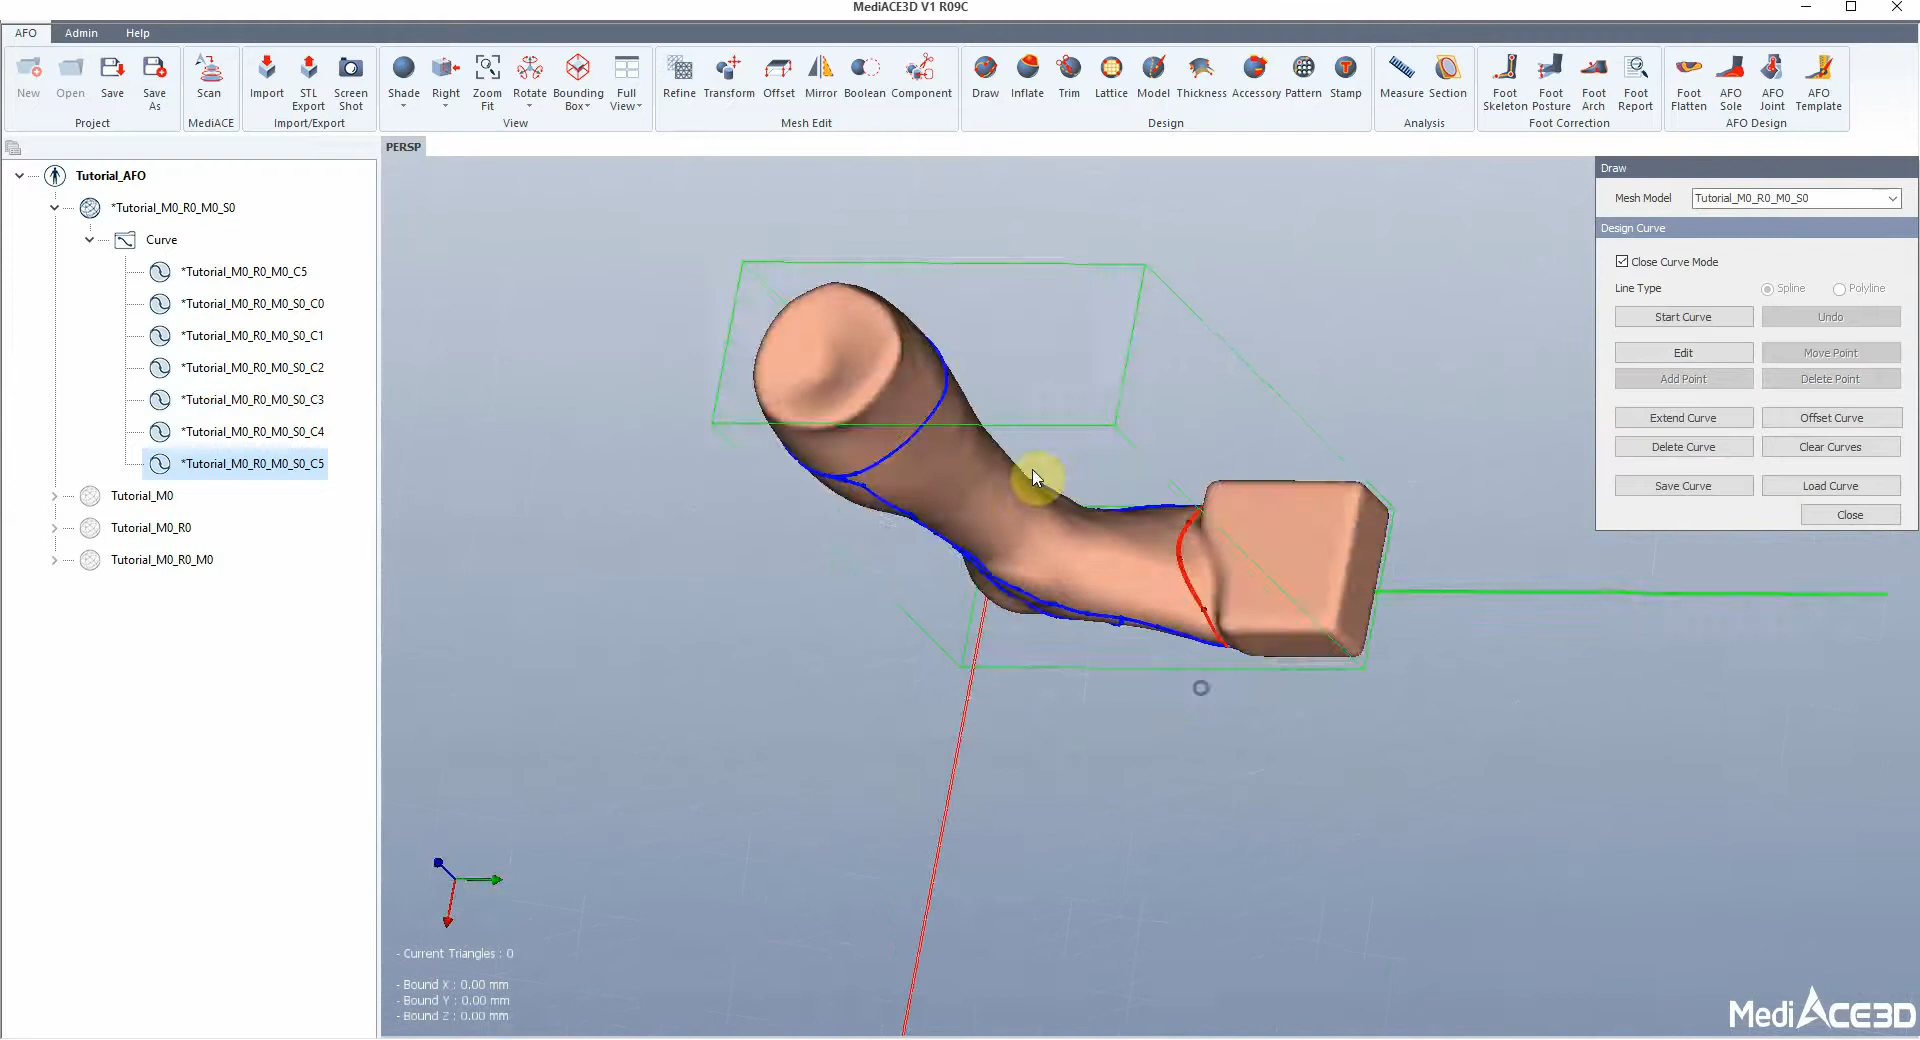 MediACE3D V1 R09C
AFO Admin Help
New Open Save Save As
Project
Scan
MediACE
Import STL Export Screen Shot
Import/Export
Shade Right Zoom Fit Rotate Bounding Box Full View
View
Refine Transform Offset Mirror Boolean Component
Mesh Edit
Draw Inflate Trim Lattice Model Thickness Accessory Pattern Stamp
Design
Measure Section
Analysis
Foot Skeleton Foot Posture Foot Arch Foot Report
Foot Correction
Foot Flatten AFO Sole AFO Joint AFO Template
AFO Design
PERSP
Tutorial_AFO
*Tutorial_M0_R0_M0_S0
Curve
*Tutorial_M0_R0_M0_C5
*Tutorial_M0_R0_M0_S0_C0
*Tutorial_M0_R0_M0_S0_C1
*Tutorial_M0_R0_M0_S0_C2
*Tutorial_M0_R0_M0_S0_C3
*Tutorial_M0_R0_M0_S0_C4
*Tutorial_M0_R0_M0_S0_C5
Tutorial_M0
Tutorial_M0_R0
Tutorial_M0_R0_M0
Draw
Mesh Model Tutorial_M0_R0_M0_S0
Design Curve
Close Curve Mode
Line Type Spline Polyline
Start Curve Undo
Edit Move Point
Add Point Delete Point
Extend Curve Offset Curve
Delete Curve Clear Curves
Save Curve Load Curve
Close
- Current Triangles : 0
- Bound X : 0.00 mm
- Bound Y : 0.00 mm
- Bound Z : 0.00 mm
MediACE3D